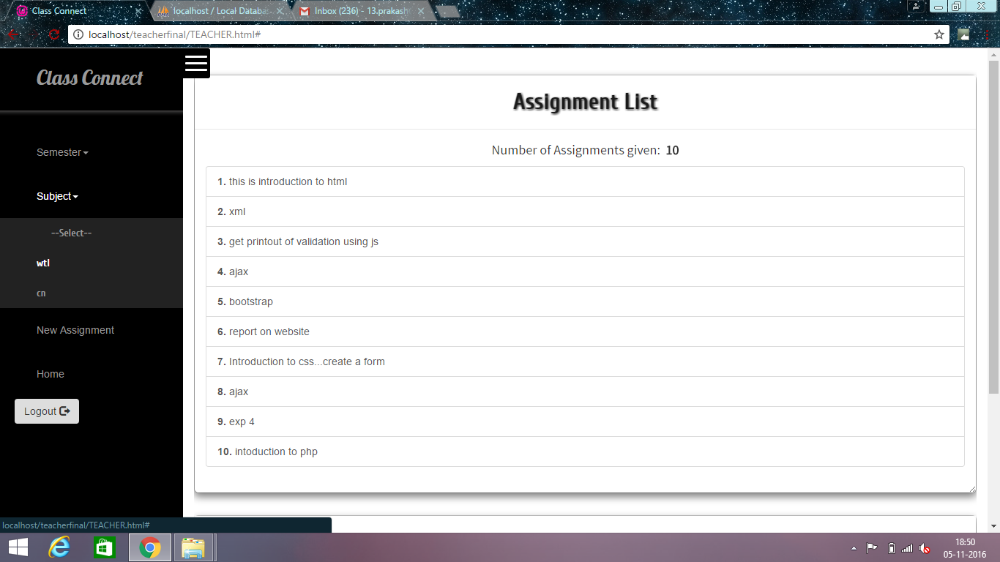 Class Connect
localhost / Local Databas
Inbox (236) - 13.prakash
localhost/teacherfinal/TEACHER.html#
Class Connect
Semester
Subject
--Select--
wtl
cn
New Assignment
Home
Logout
Assignment List
Number of Assignments given: 10
1. this is introduction to html
2. xml
3. get printout of validation using js
4. ajax
5. bootstrap
6. report on website
7. Introduction to css...create a form
8. ajax
9. exp 4
10. intoduction to php
localhost/teacherfinal/TEACHER.html#
18:50
05-11-2016